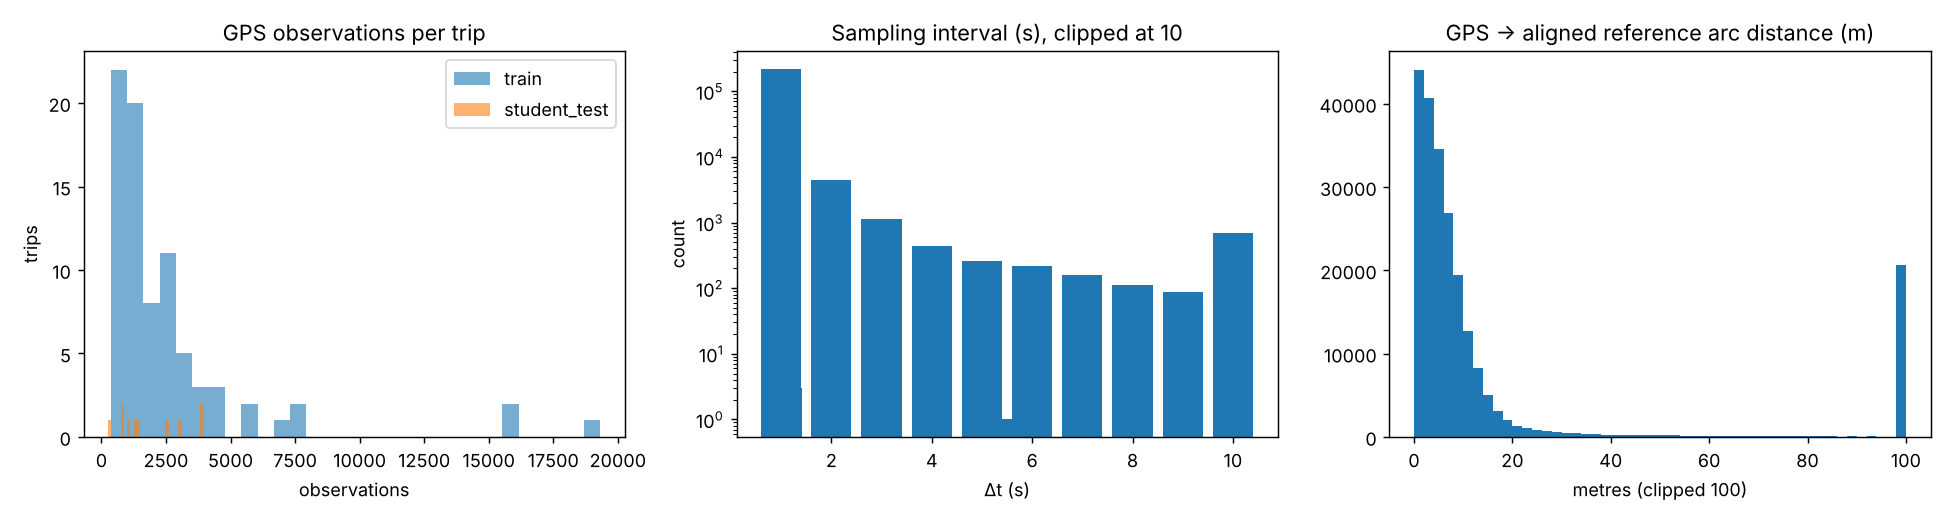 GPS observations per trip
train
student_test
trips
20
15
10
5
0
0 2500 5000 7500 10000 12500 15000 17500 20000
observations
Sampling interval (s), clipped at 10
count
10⁵
10⁴
10³
10²
10¹
10⁰
2 4 6 8 10
Δt (s)
GPS → aligned reference arc distance (m)
40000
30000
20000
10000
0
0 20 40 60 80 100
metres (clipped 100)